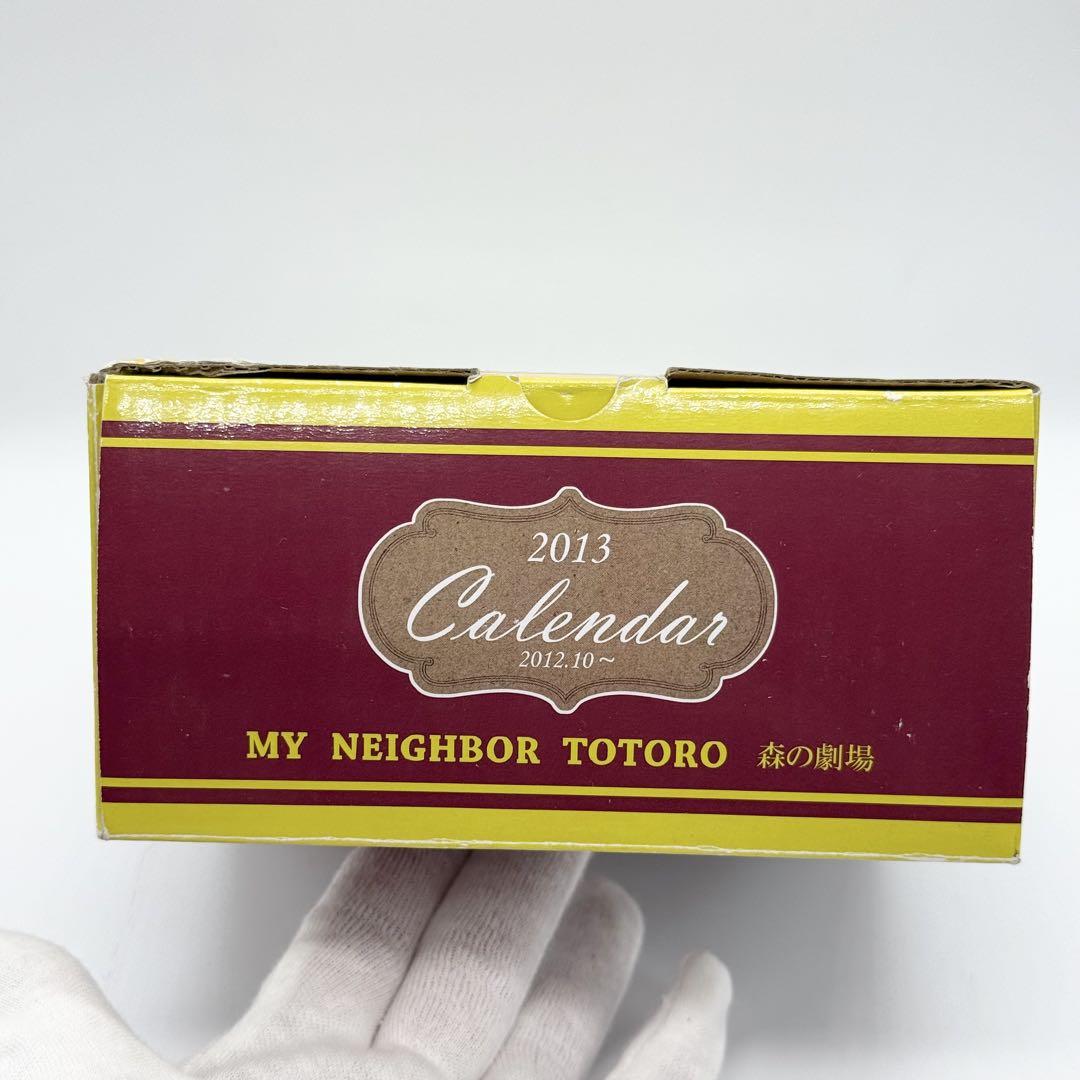 2013
Calendar
2012.10～
MY NEIGHBOR TOTORO 森の劇場